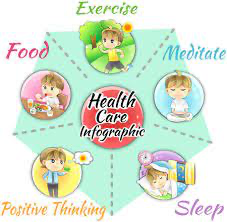 Exercise
Food
Meditate
Health
Care
Infographic
Positive Thinking
Sleep